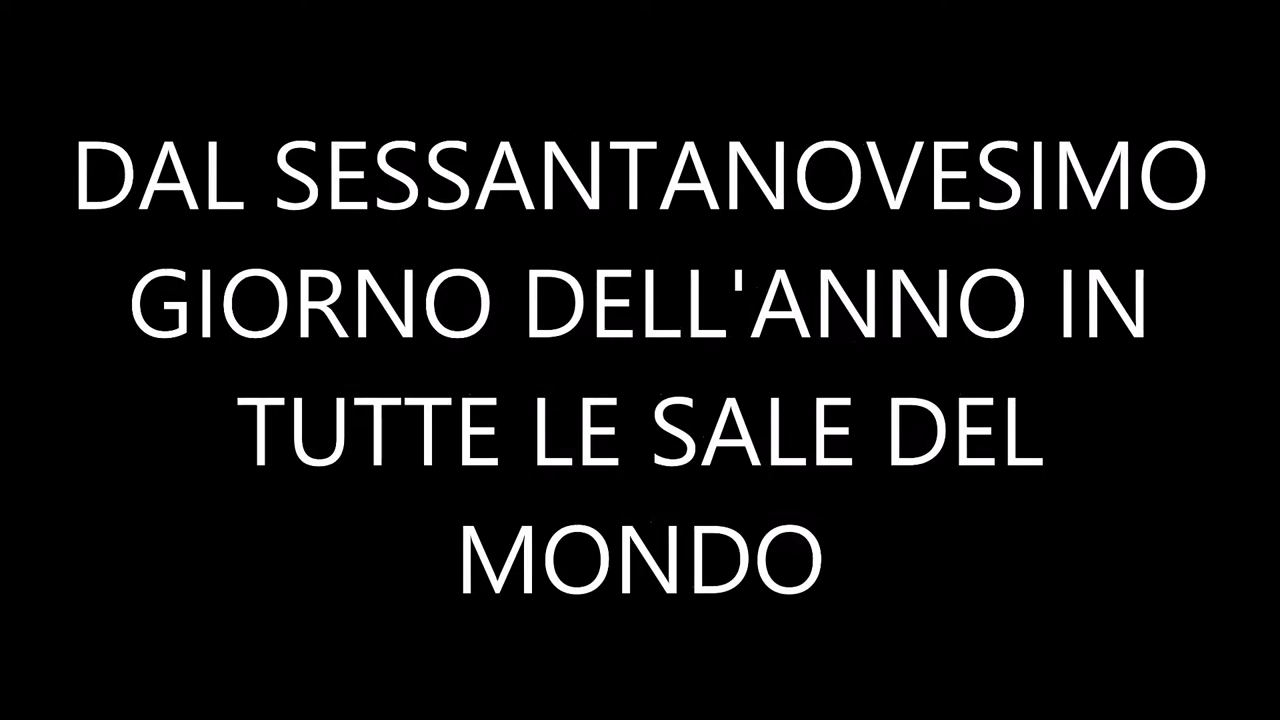 DAL SESSANTANOVESIMO
GIORNO DELL'ANNO IN
TUTTE LE SALE DEL
MONDO